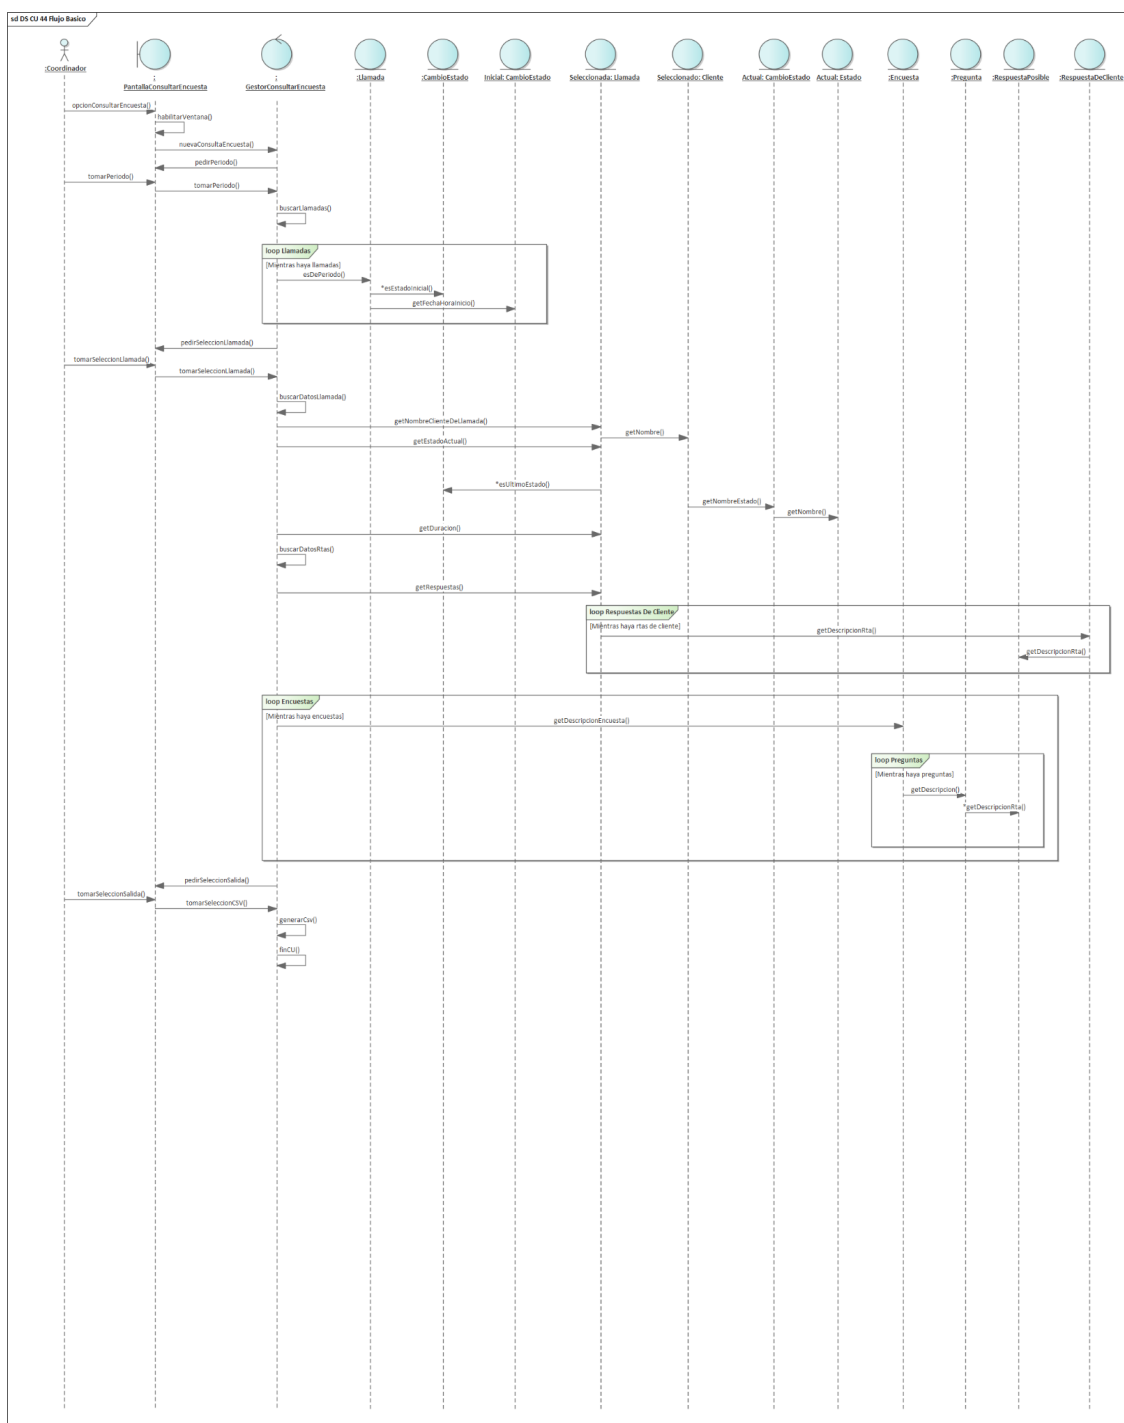 sd DS CU 44 Flujo Basico
:Coordinador
:
PantallaConsultarEncuesta
:
GestorConsultarEncuesta
:Llamada
:CambioEstado
Inicial: CambioEstado
Seleccionada: Llamada
Seleccionado: Cliente
Actual: CambioEstado
Actual: Estado
:Encuesta
:Pregunta
:RespuestaPosible
:RespuestaDeCliente
opcionConsultarEncuesta()
habilitarVentana()
nuevaConsultaEncuesta()
pedirPeriodo()
tomarPeriodo()
tomarPeriodo()
buscarLlamadas()
loop Llamadas
[Mientras haya llamadas]
esDePeriodo()
*esEstadoInicial()
getFechaHoraInicio()
pedirSeleccionLlamada()
tomarSeleccionLlamada()
tomarSeleccionLlamada()
buscarDatosLlamada()
getNombreClienteDeLlamada()
getNombre()
getEstadoActual()
*esUltimoEstado()
getNombreEstado()
getNombre()
getDuracion()
buscarDatosRtas()
getRespuestas()
loop Respuestas De Cliente
[Mientras haya rtas de cliente]
getDescripcionRta()
getDescripcionRta()
loop Encuestas
[Mientras haya encuestas]
getDescripcionEncuesta()
loop Preguntas
[Mientras haya preguntas]
getDescripcion()
*getDescripcionRta()
pedirSeleccionSalida()
tomarSeleccionSalida()
tomarSeleccionCSV()
generarCsv()
finCU()